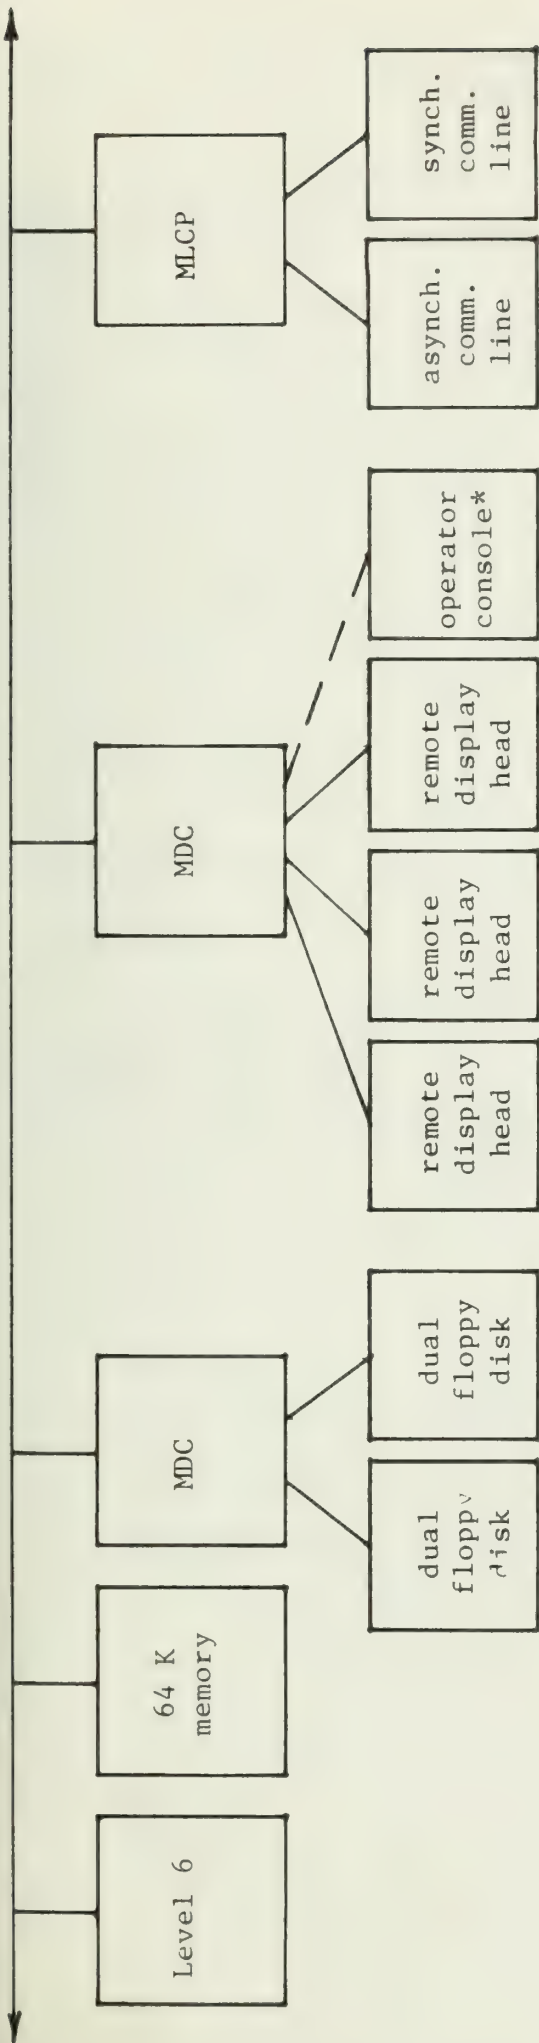 Level 6
64 K
memory
MDC
dual
floppy
disk
dual
floppy
disk
MDC
remote
display
head
remote
display
head
remote
display
head
operator
console*
MLCP
asynch.
comm.
line
synch.
comm.
line